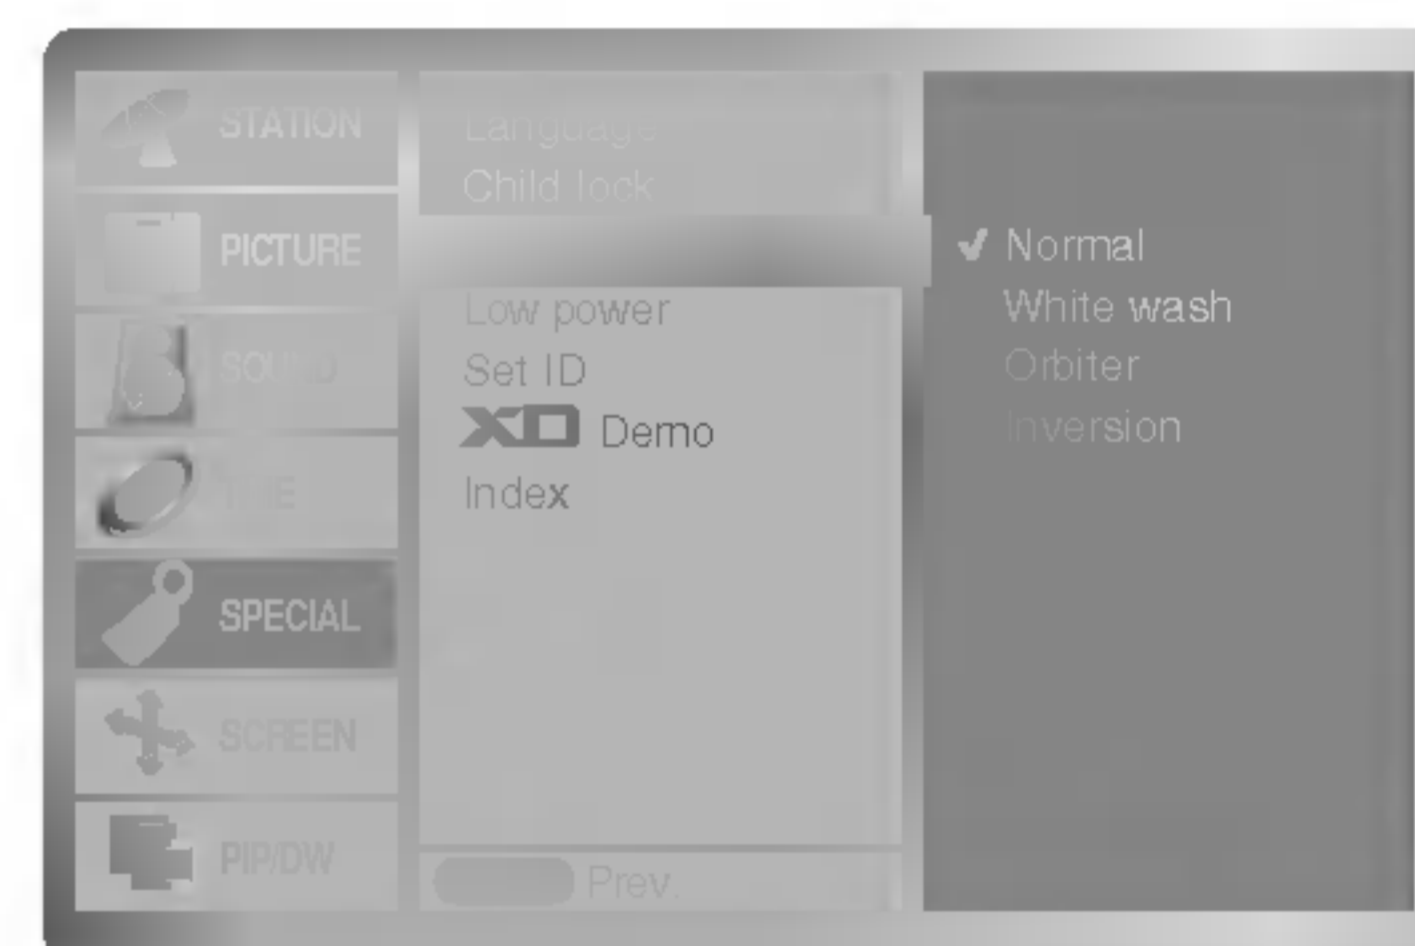 STATION
PICTURE
SOUND
SPECIAL
SCREEN
PIP/DW
Language
Child lock
Low power
Set ID
XD Demo
Index
Prev.
✔ Normal
White wash
Orbiter
Inversion